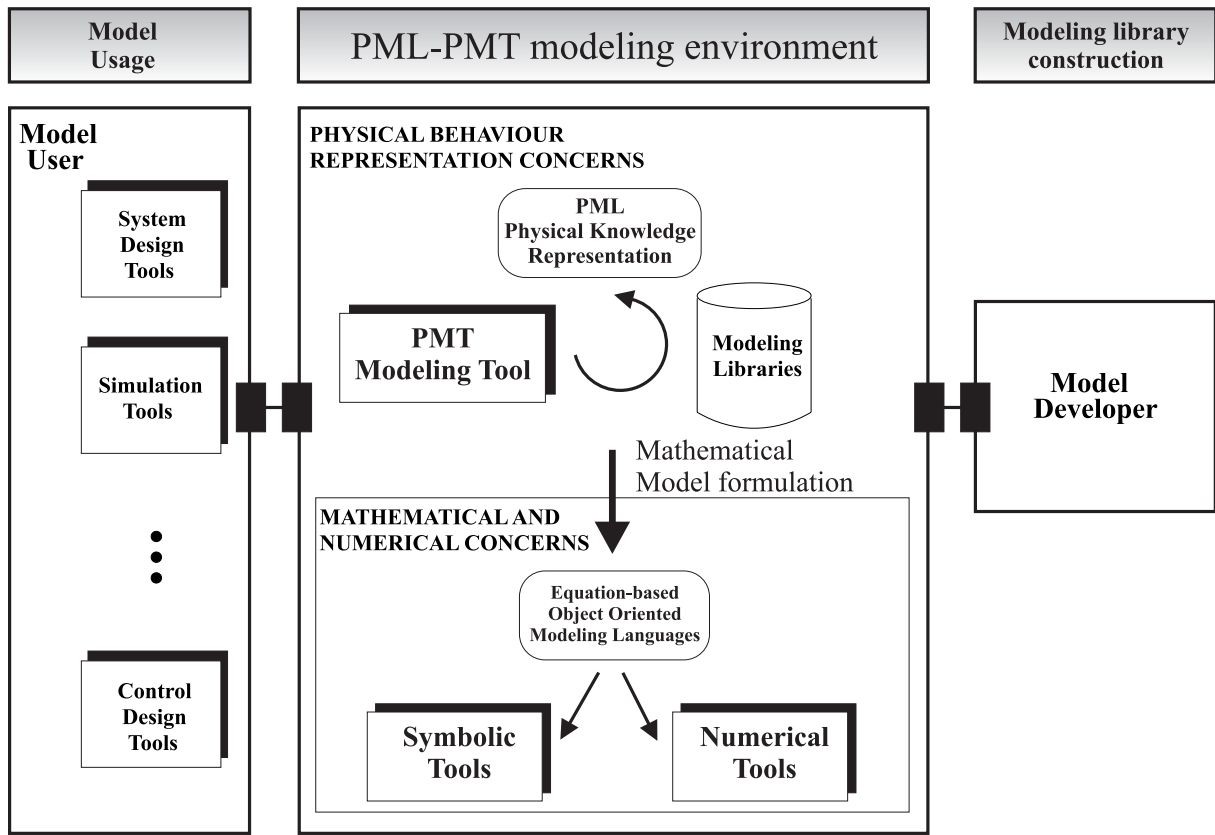 Model
Usage
PML-PMT modeling environment
Modeling library
construction
Model
User
System
Design
Tools
Simulation
Tools
Control
Design
Tools
PHYSICAL BEHAVIOUR
REPRESENTATION CONCERNS
PML
Physical Knowledge
Representation
PMT
Modeling Tool
Modeling
Libraries
Mathematical
Model formulation
MATHEMATICAL AND
NUMERICAL CONCERNS
Equation-based
Object Oriented
Modeling Languages
Symbolic
Tools
Numerical
Tools
Model
Developer